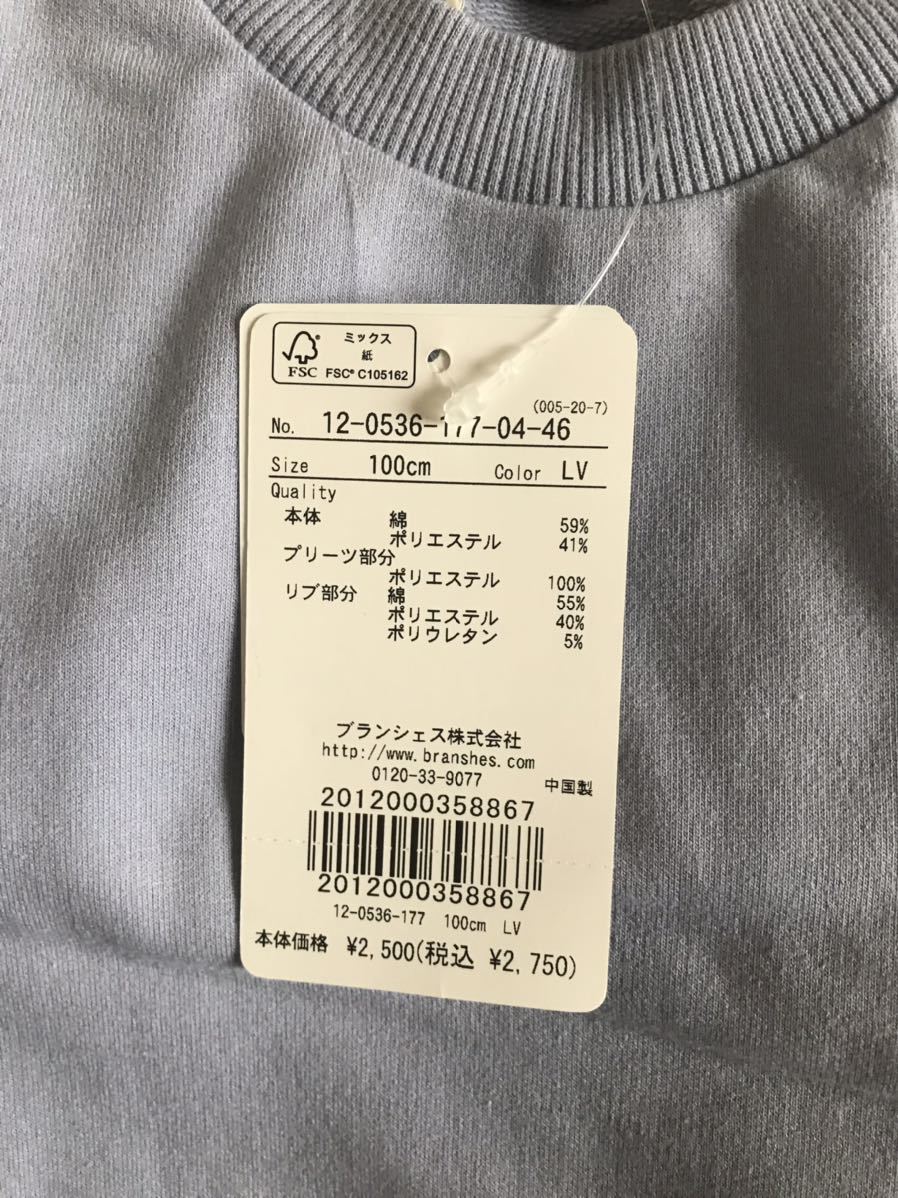 ミックス
紙
FSC
FSC® C105162
(005-20-7)
No. 12-0536-177-04-46
Size 100cm Color LV
Quality
本体 綿 59%
ポリエステル 41%
プリーツ部分
ポリエステル 100%
リブ部分 綿 55%
ポリエステル 40%
ポリウレタン 5%
ブランシェス株式会社
http://www.branshes.com
0120-33-9077
中国製
2012000358867
2012000358867
12-0536-177 100cm LV
本体価格 ¥2,500(税込 ¥2,750)